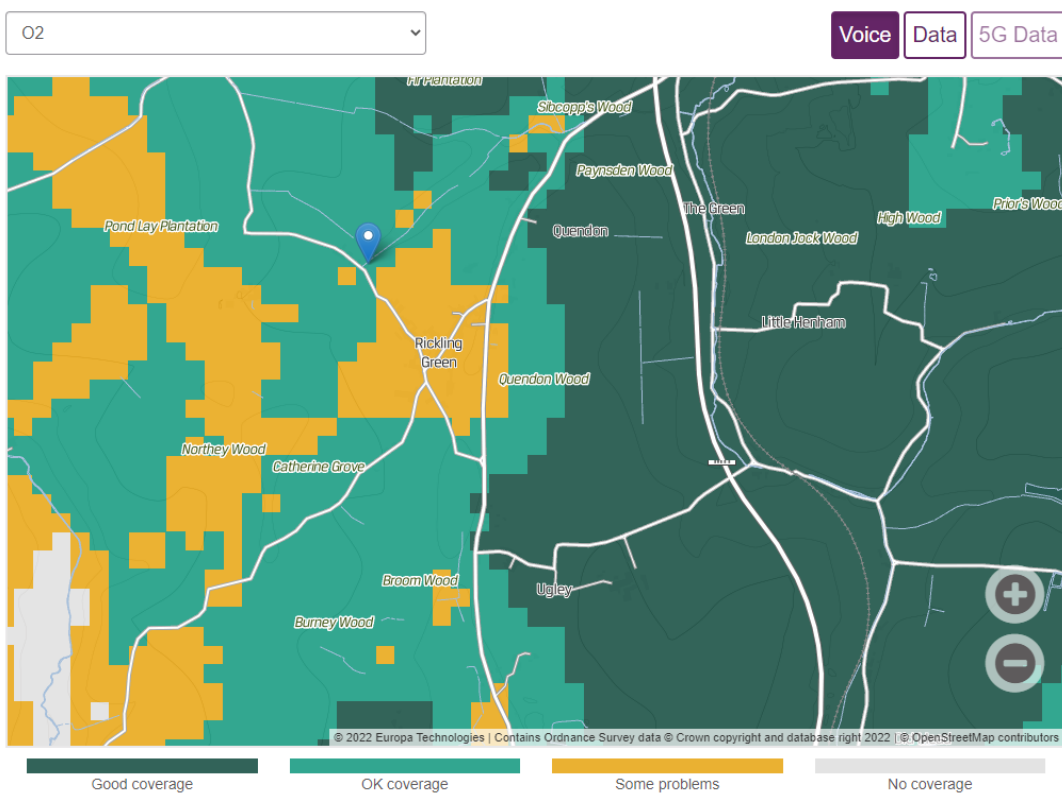 O2
Voice Data 5G Data
Fir Plantation
Sibcopp's Wood
Paynsden Wood
The Green
Prior's Wood
High Wood
Pond Lay Plantation
Quendon
London Jock Wood
Little Henham
Rickling
Green
Quendon Wood
Northey Wood
Catherine Grove
Broom Wood
Ugley
Burney Wood
© 2022 Europa Technologies | Contains Ordnance Survey data © Crown copyright and database right 2022 | © OpenStreetMap contributors
Good coverage OK coverage Some problems No coverage